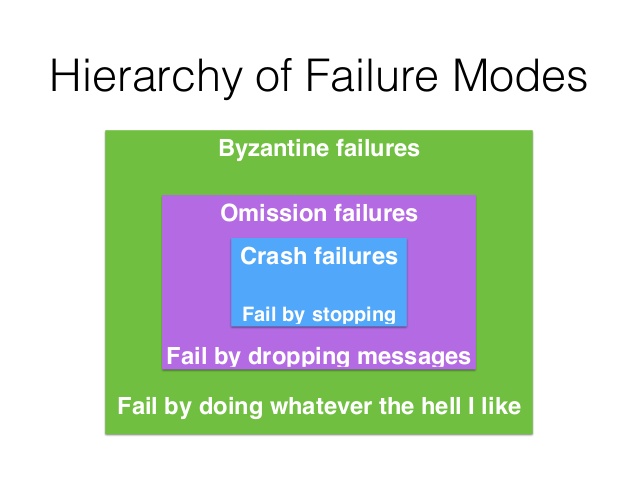 Hierarchy of Failure Modes
Byzantine failures
Omission failures
Crash failures
Fail by stopping
Fail by dropping messages
Fail by doing whatever the hell I like